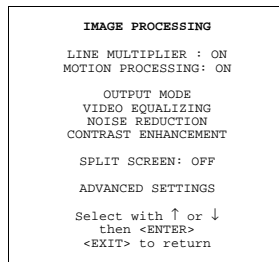 IMAGE PROCESSING
LINE MULTIPLIER : ON
MOTION PROCESSING: ON
OUTPUT MODE
VIDEO EQUALIZING
NOISE REDUCTION
CONTRAST ENHANCEMENT
SPLIT SCREEN: OFF
ADVANCED SETTINGS
Select with ↑ or ↓
then <ENTER>
<EXIT> to return